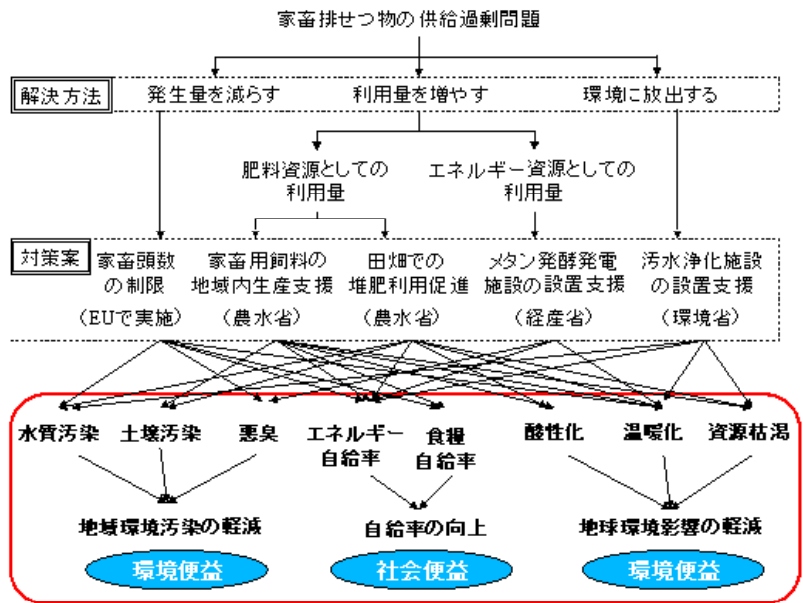 家畜排せつ物の供給過剰問題
解決方法
発生量を減らす
利用量を増やす
環境に放出する
肥料資源としての
利用量
エネルギー資源としての
利用量
対策案
家畜頭数
の制限
(EUで実施)
家畜用飼料の
地域内生産支援
(農水省)
田畑での
堆肥利用促進
(農水省)
メタン発酵発電
施設の設置支援
(経産省)
汚水浄化施設
の設置支援
(環境省)
水質汚染
土壌汚染
悪臭
エネルギー
自給率
食糧
自給率
酸性化
温暖化
資源枯渇
地域環境汚染の軽減
自給率の向上
地球環境影響の軽減
環境便益
社会便益
環境便益